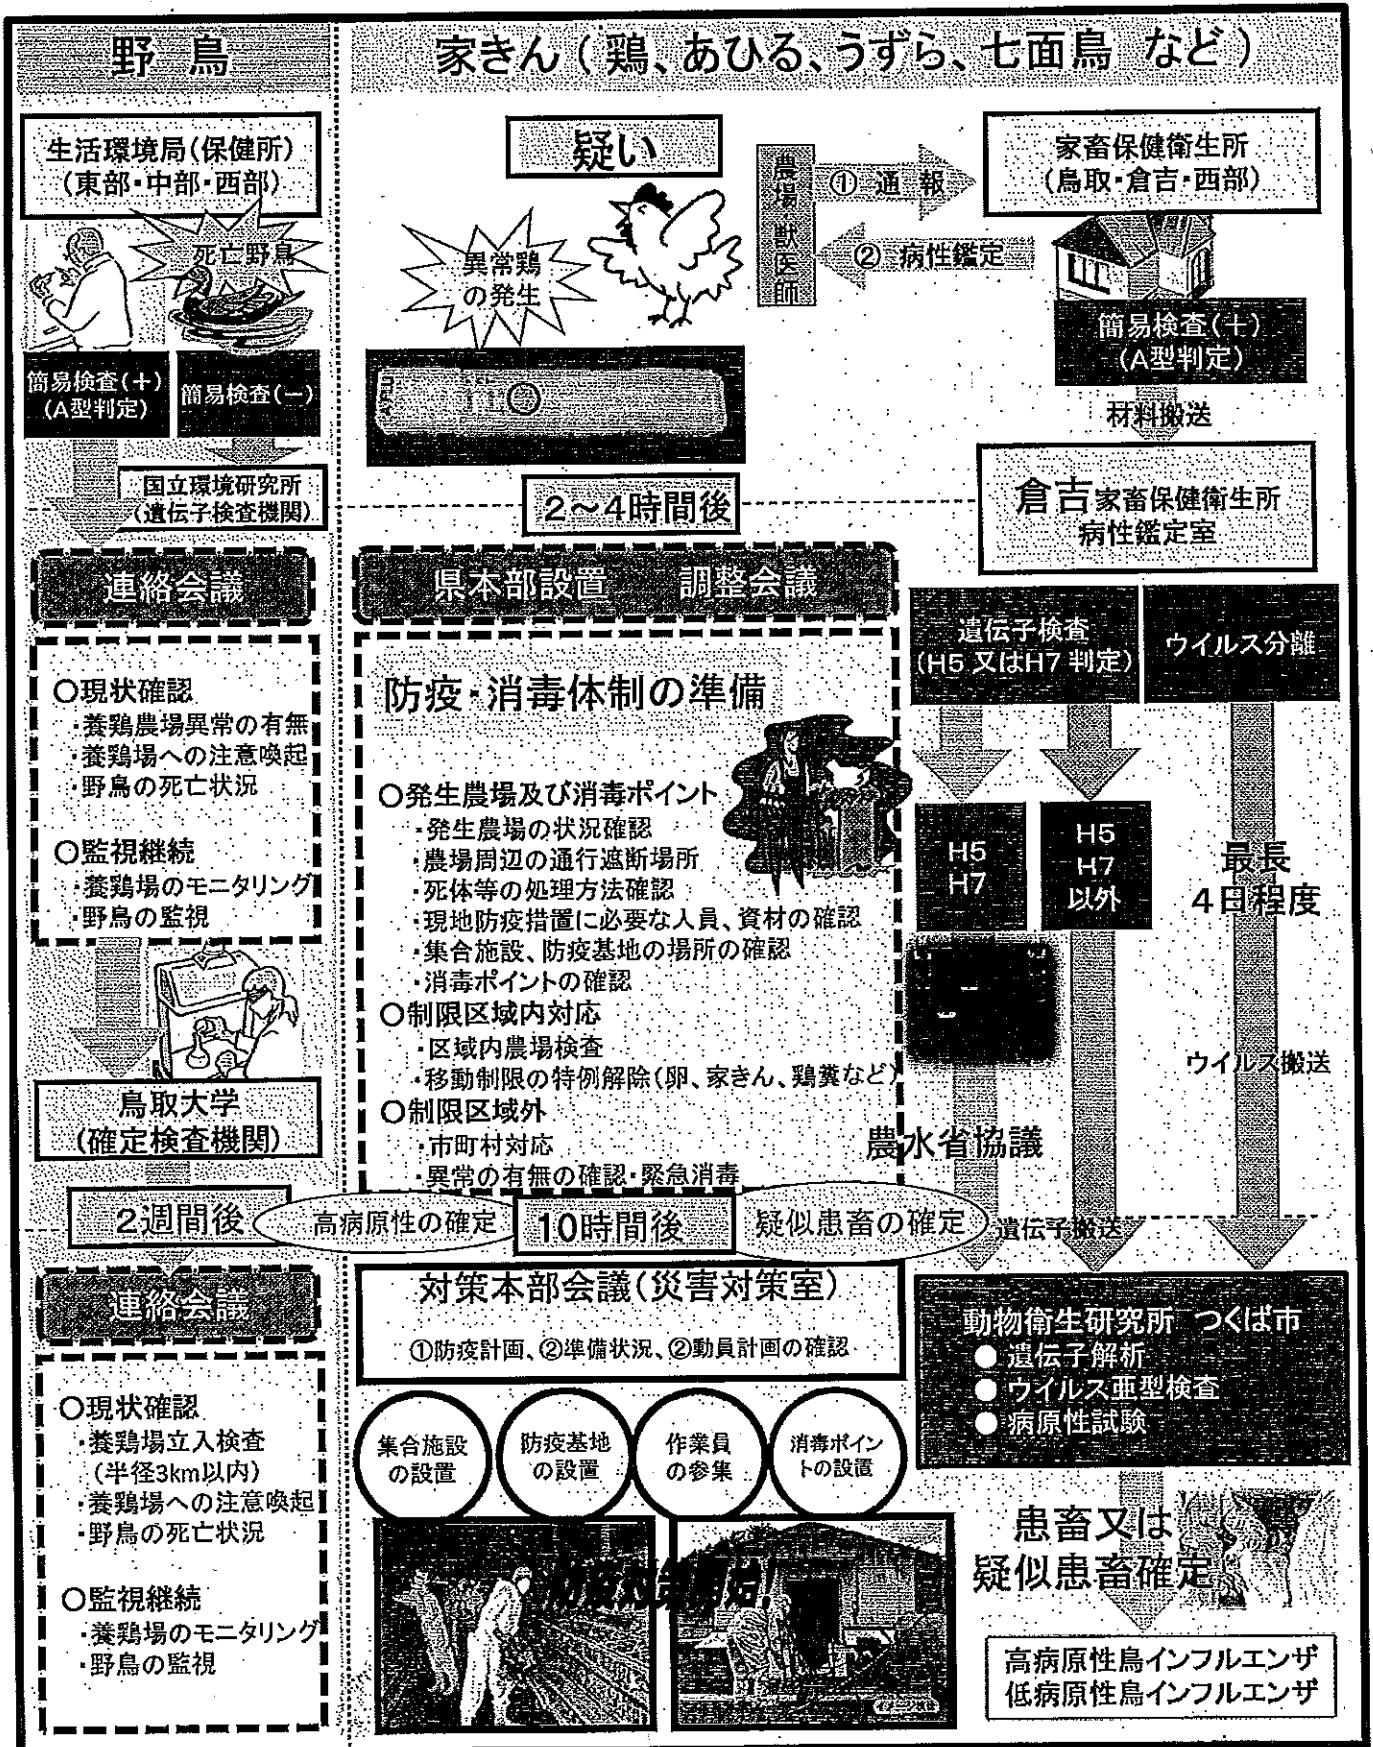 野 鳥
家きん（鶏、あひる、うずら、七面鳥 など）
生活環境局（保健所）
（東部・中部・西部）
死亡野鳥
簡易検査（＋）
（A型判定）
簡易検査（－）
国立環境研究所
（遺伝子検査機関）
連絡会議
○現状確認
・養鶏農場異常の有無
・養鶏場への注意喚起
・野鳥の死亡状況
○監視継続
・養鶏場のモニタリング
・野鳥の監視
鳥取大学
（確定検査機関）
2週間後
連絡会議
○現状確認
・養鶏場立入検査
（半径3km以内）
・養鶏場への注意喚起
・野鳥の死亡状況
○監視継続
・養鶏場のモニタリング
・野鳥の監視
疑い
異常鶏
の発生
農場 獣医師
① 通 報
② 病性鑑定
家畜保健衛生所
（鳥取・倉吉・西部）
簡易検査（＋）
（A型判定）
材料搬送
倉吉家畜保健衛生所
病性鑑定室
2～4時間後
県本部設置 調整会議
防疫・消毒体制の準備
○発生農場及び消毒ポイント
・発生農場の状況確認
・農場周辺の通行遮断場所
・死体等の処理方法確認
・現地防疫措置に必要な人員、資材の確認
・集合施設、防疫基地の場所の確認
・消毒ポイントの確認
○制限区域内対応
・区域内農場検査
・移動制限の特例解除（卵、家きん、鶏糞など）
○制限区域外
・市町村対応
・異常の有無の確認・緊急消毒
遺伝子検査
（H5 又はH7 判定）
ウイルス分離
H5
H7
H5
H7
以外
最長
4日程度
ウイルス搬送
農水省協議
高病原性の確定
10時間後
疑似患畜の確定
遺伝子搬送
対策本部会議（災害対策室）
①防疫計画、②準備状況、②動員計画の確認
集合施設
の設置
防疫基地
の設置
作業員
の参集
消毒ポイン
トの設置
防疫対策開始！
動物衛生研究所 つくば市
● 遺伝子解析
● ウイルス亜型検査
● 病原性試験
患畜又は
疑似患畜確定
高病原性鳥インフルエンザ
低病原性鳥インフルエンザ